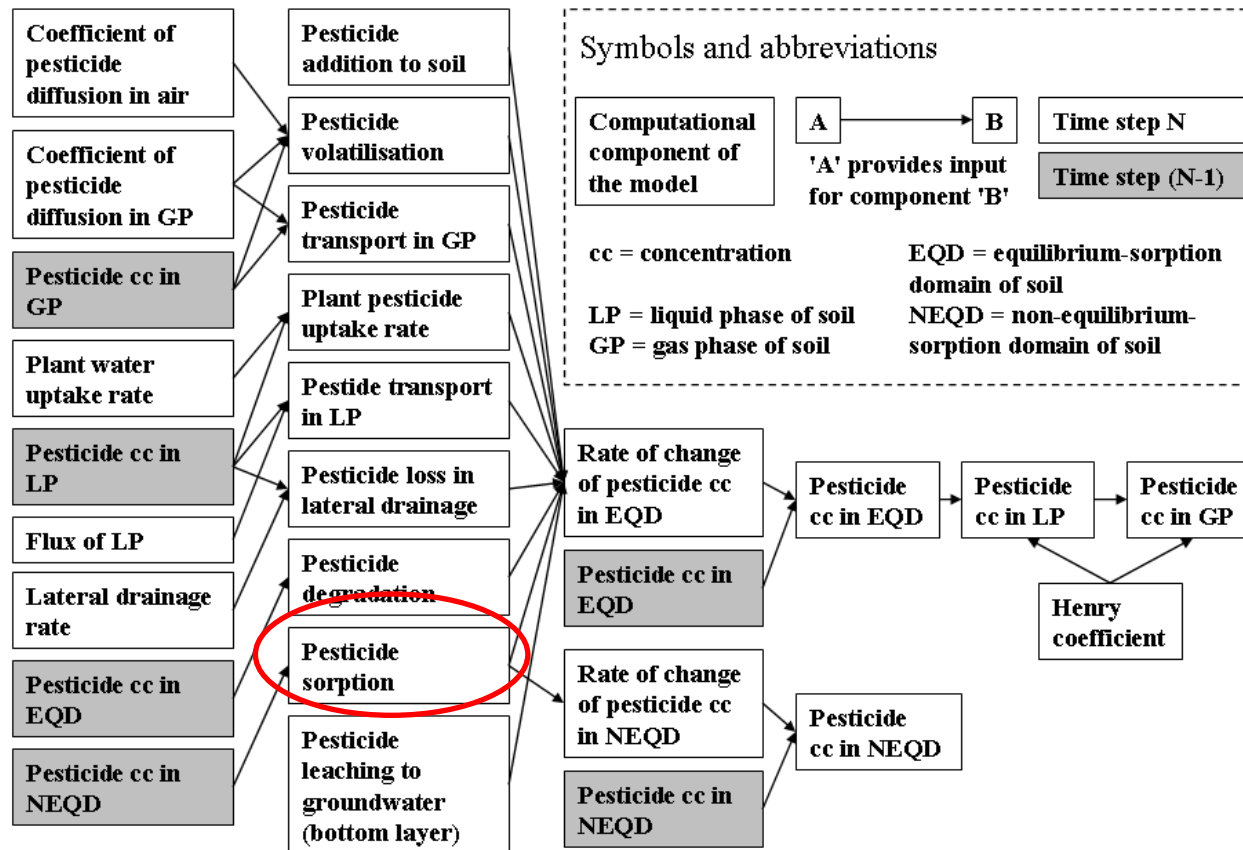 Coefficient of
pesticide
diffusion in air
Coefficient of
pesticide
diffusion in GP
Pesticide cc in
GP
Plant water
uptake rate
Pesticide cc in
LP
Flux of LP
Lateral drainage
rate
Pesticide cc in
EQD
Pesticide cc in
NEQD
Pesticide
addition to soil
Pesticide
volatilisation
Pesticide
transport in GP
Plant pesticide
uptake rate
Pestide transport
in LP
Pesticide loss in
lateral drainage
Pesticide
degradation
Pesticide
sorption
Pesticide
leaching to
groundwater
(bottom layer)
Symbols and abbreviations
Computational
component of
the model
A
B
'A' provides input
for component 'B'
Time step N
Time step (N-1)
cc = concentration
LP = liquid phase of soil
GP = gas phase of soil
EQD = equilibrium-sorption
domain of soil
NEQD = non-equilibrium-
sorption domain of soil
Rate of change
of pesticide cc
in EQD
Pesticide cc in
EQD
Rate of change
of pesticide cc
in NEQD
Pesticide cc in
NEQD
Pesticide
cc in EQD
Pesticide
cc in LP
Pesticide
cc in GP
Henry
coefficient
Pesticide
cc in NEQD